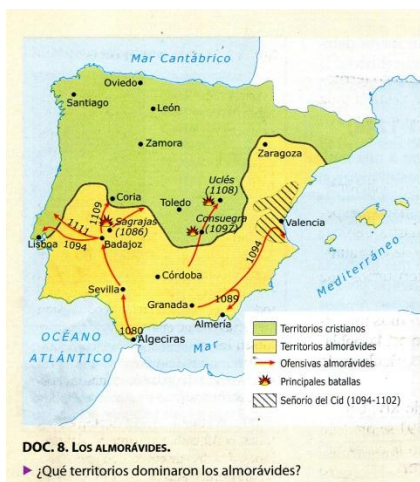 Mar Cantábrico
Oviedo
Santiago
León
Zamora
Uclés
(1108)
Zaragoza
Coria
Toledo
1109
Sagrajas
(1086)
Consuegra
(1097)
1111
Lisboa
1094
Badajoz
Valencia
1094
Córdoba
Sevilla
Granada
1089
Almería
1080
Algeciras
Mar
Mediterráneo
OCÉANO
ATLÁNTICO
Territorios cristianos
Territorios almorávides
Ofensivas almorávides
Principales batallas
Señorío del Cid (1094-1102)
DOC. 8. LOS ALMORÁVIDES.
▶ ¿Qué territorios dominaron los almorávides?